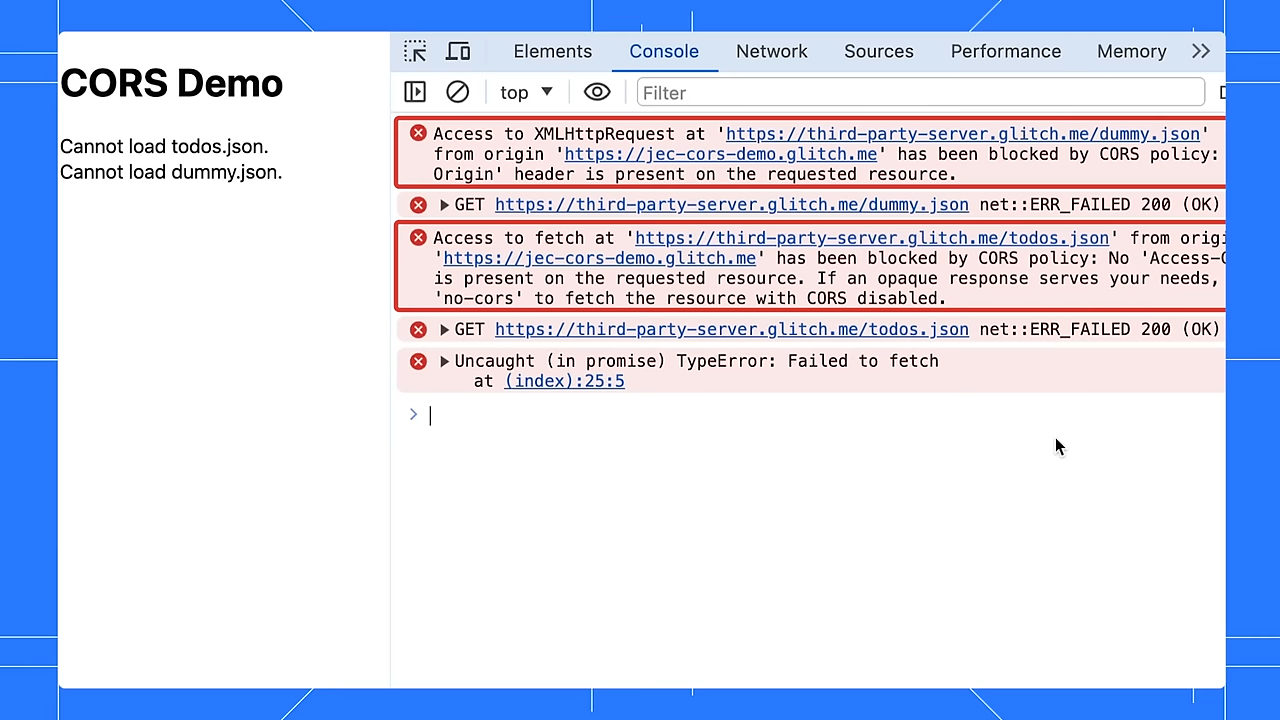 CORS Demo
Cannot load todos.json.
Cannot load dummy.json.
Elements Console Network Sources Performance Memory
top Filter
Access to XMLHttpRequest at 'https://third-party-server.glitch.me/dummy.json'
from origin 'https://jec-cors-demo.glitch.me' has been blocked by CORS policy:
Origin' header is present on the requested resource.
GET https://third-party-server.glitch.me/dummy.json net::ERR_FAILED 200 (OK)
Access to fetch at 'https://third-party-server.glitch.me/todos.json' from origi
'https://jec-cors-demo.glitch.me' has been blocked by CORS policy: No 'Access-
is present on the requested resource. If an opaque response serves your needs,
'no-cors' to fetch the resource with CORS disabled.
GET https://third-party-server.glitch.me/todos.json net::ERR_FAILED 200 (OK)
Uncaught (in promise) TypeError: Failed to fetch
at (index):25:5